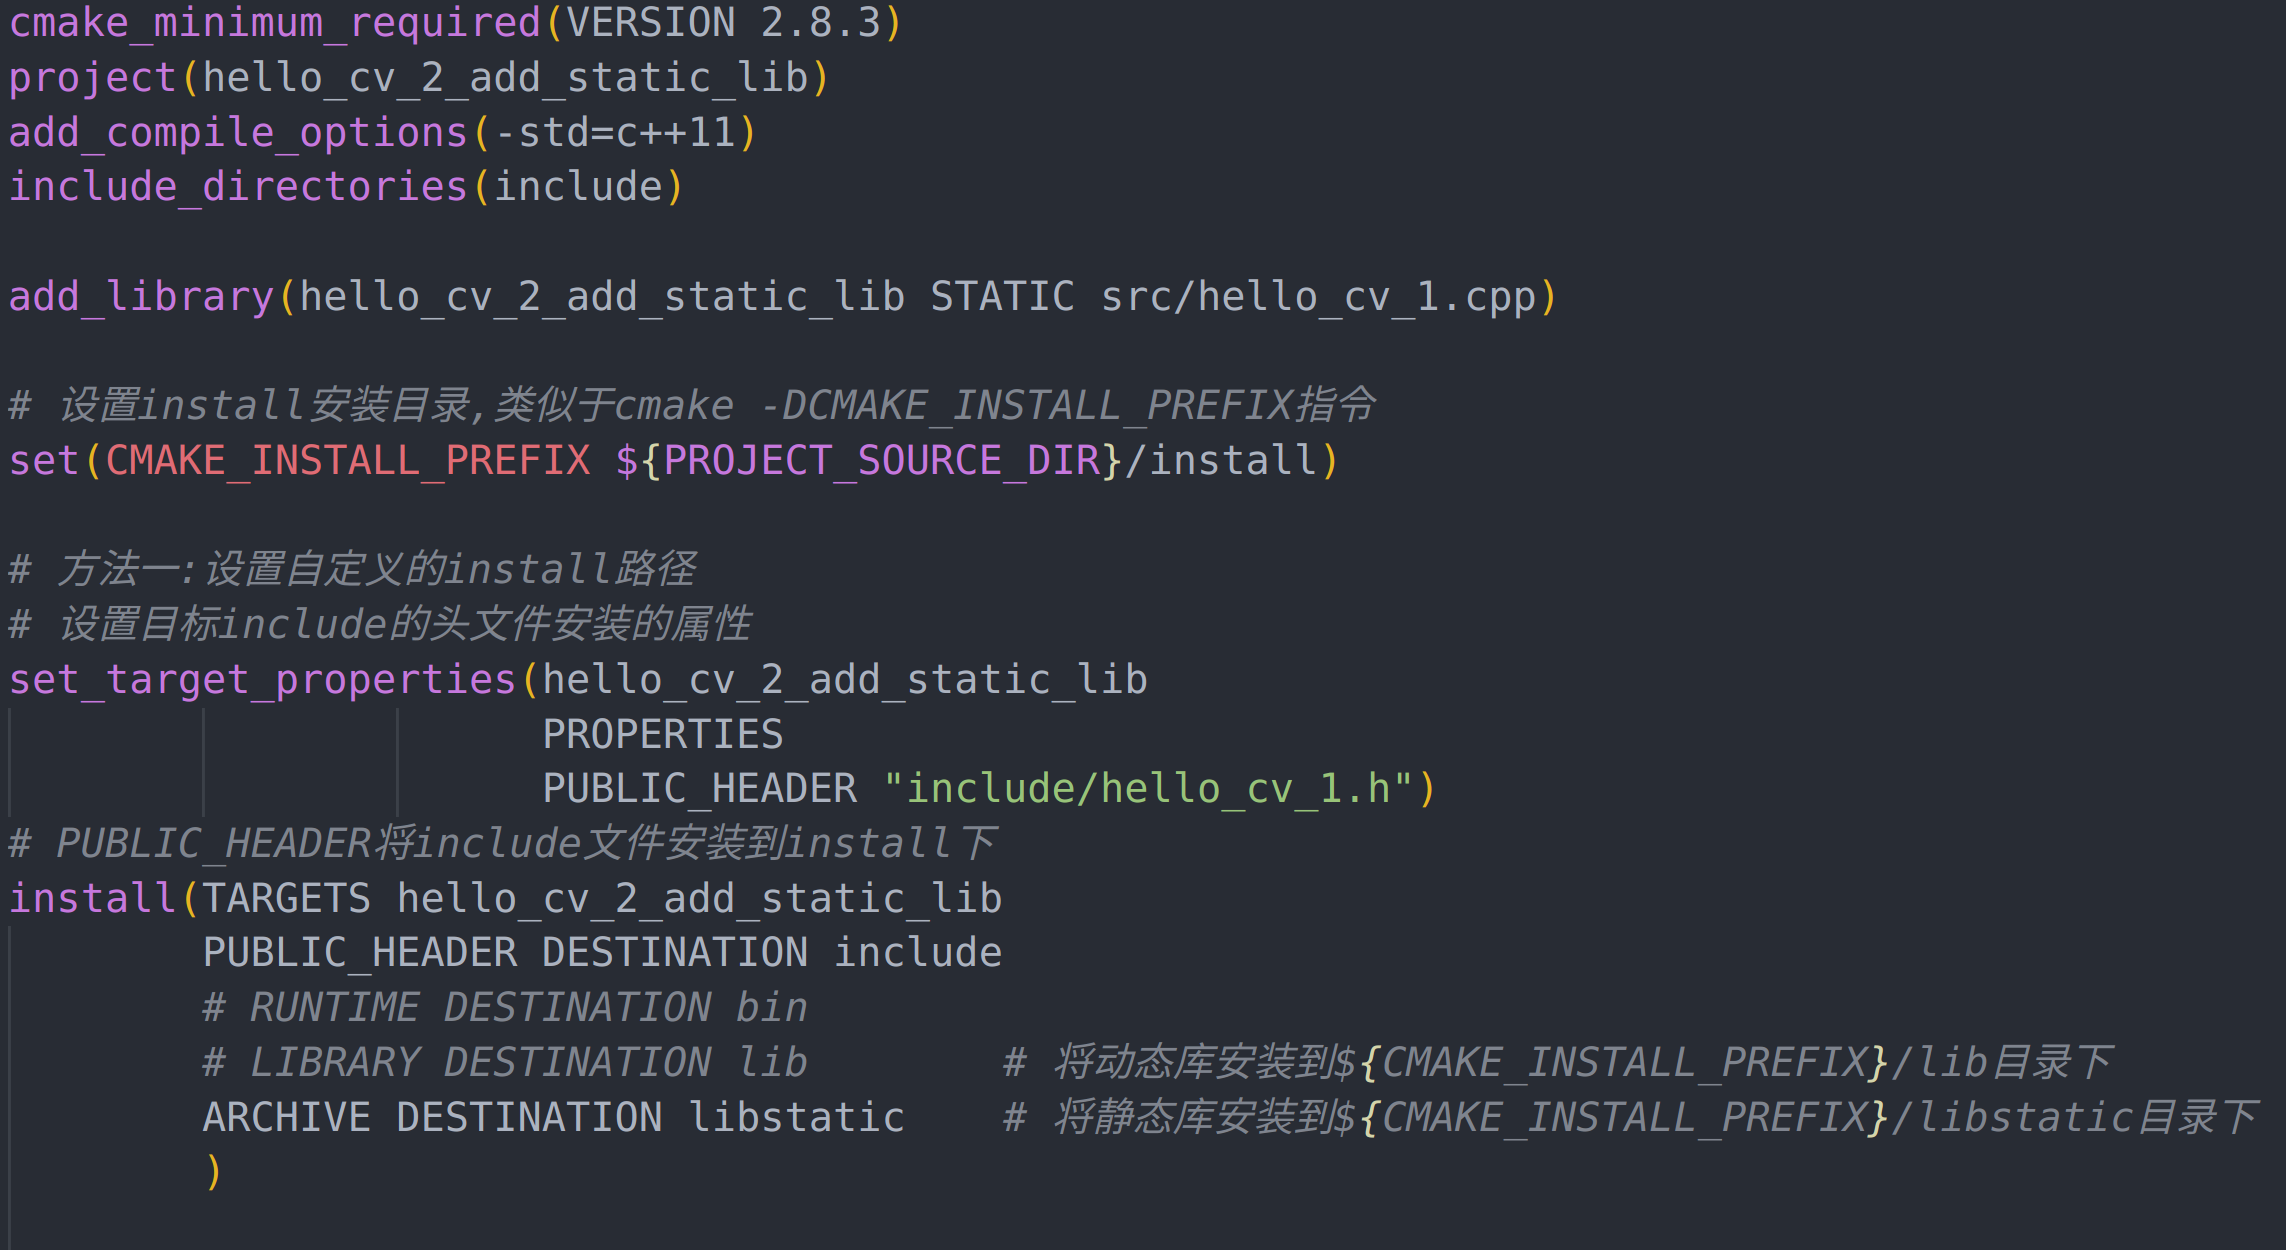 cmake_minimum_required(VERSION 2.8.3)
project(hello_cv_2_add_static_lib)
add_compile_options(-std=c++11)
include_directories(include)
add_library(hello_cv_2_add_static_lib STATIC src/hello_cv_1.cpp)
# 设置install安装目录,类似于cmake -DCMAKE_INSTALL_PREFIX指令
set(CMAKE_INSTALL_PREFIX ${PROJECT_SOURCE_DIR}/install)
# 方法一:设置自定义的install路径
# 设置目标include的头文件安装的属性
set_target_properties(hello_cv_2_add_static_lib
PROPERTIES
PUBLIC_HEADER "include/hello_cv_1.h")
# PUBLIC_HEADER将include文件安装到install下
install(TARGETS hello_cv_2_add_static_lib
PUBLIC_HEADER DESTINATION include
# RUNTIME DESTINATION bin
# LIBRARY DESTINATION lib        # 将动态库安装到${CMAKE_INSTALL_PREFIX}/lib目录下
ARCHIVE DESTINATION libstatic    # 将静态库安装到${CMAKE_INSTALL_PREFIX}/libstatic目录下
)